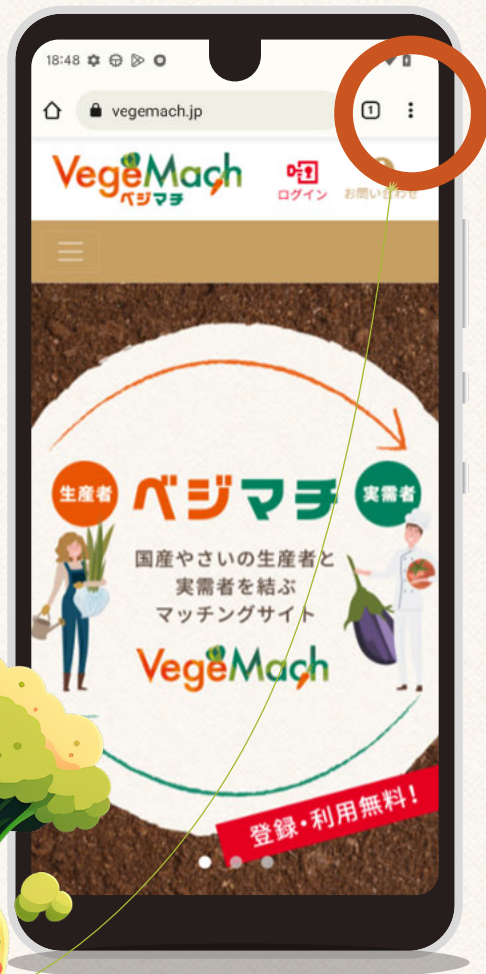 18:48
vegemach.jp
1
VegeMach
ベジマチ
ログイン
お問い合わせ
生産者
ベジマチ
実需者
国産やさいの生産者と
実需者を結ぶ
マッチングサイト
VegeMach
登録・利用無料!